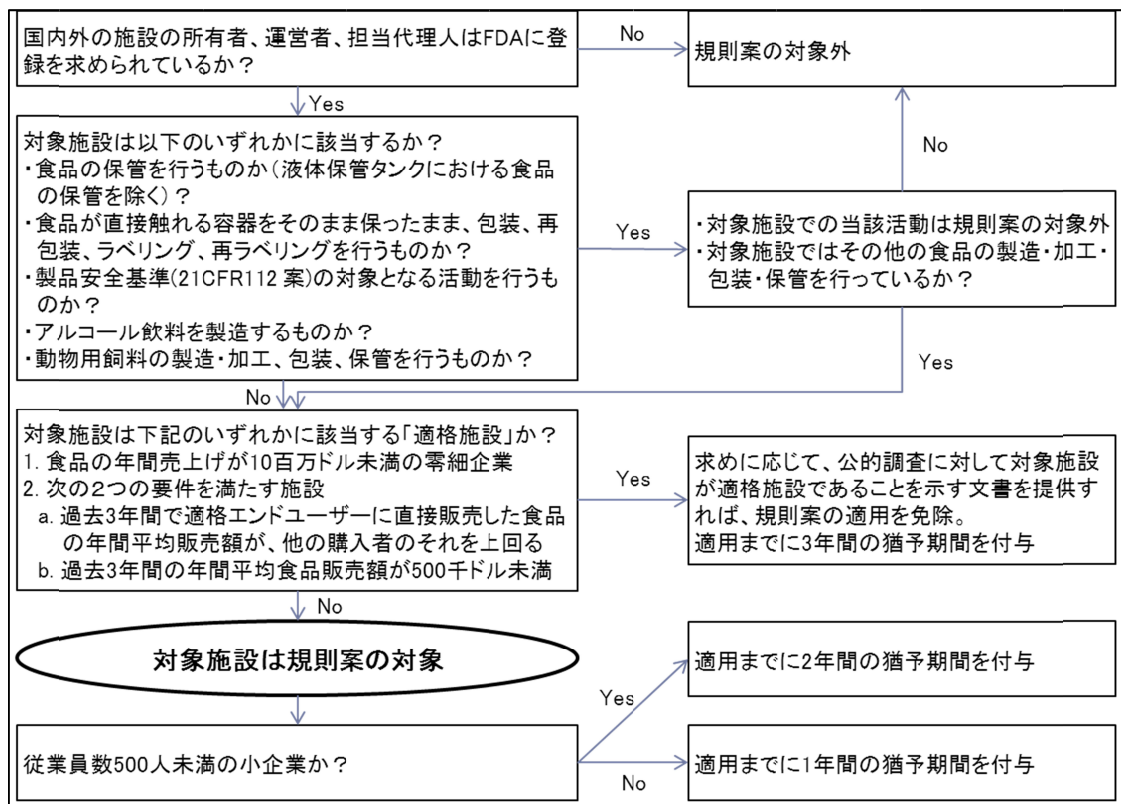 国内外の施設の所有者、運営者、担当代理人はFDAに登
録を求められているか？
No
規則案の対象外
Yes
対象施設は以下のいずれかに該当するか？
・食品の保管を行うものか（液体保管タンクにおける食品
の保管を除く）？
・食品が直接触れる容器をそのまま保ったまま、包装、再
包装、ラベリング、再ラベリングを行うものか？
・製品安全基準(21CFR112 案)の対象となる活動を行うも
のか？
・アルコール飲料を製造するものか？
・動物用飼料の製造・加工、包装、保管を行うものか？
No
Yes
・対象施設での当該活動は規則案の対象外
・対象施設ではその他の食品の製造・加工・
包装・保管を行っているか？
Yes
No
対象施設は下記のいずれかに該当する「適格施設」か？
1. 食品の年間売上げが10百万ドル未満の零細企業
2. 次の２つの要件を満たす施設
a. 過去3年間で適格エンドユーザーに直接販売した食品
の年間平均販売額が、他の購入者のそれを上回る
b. 過去3年間の年間平均食品販売額が500千ドル未満
Yes
求めに応じて、公的調査に対して対象施設
が適格施設であることを示す文書を提供す
れば、規則案の適用を免除。
適用までに3年間の猶予期間を付与
No
対象施設は規則案の対象
適用までに2年間の猶予期間を付与
Yes
従業員数500人未満の小企業か？
No
適用までに1年間の猶予期間を付与